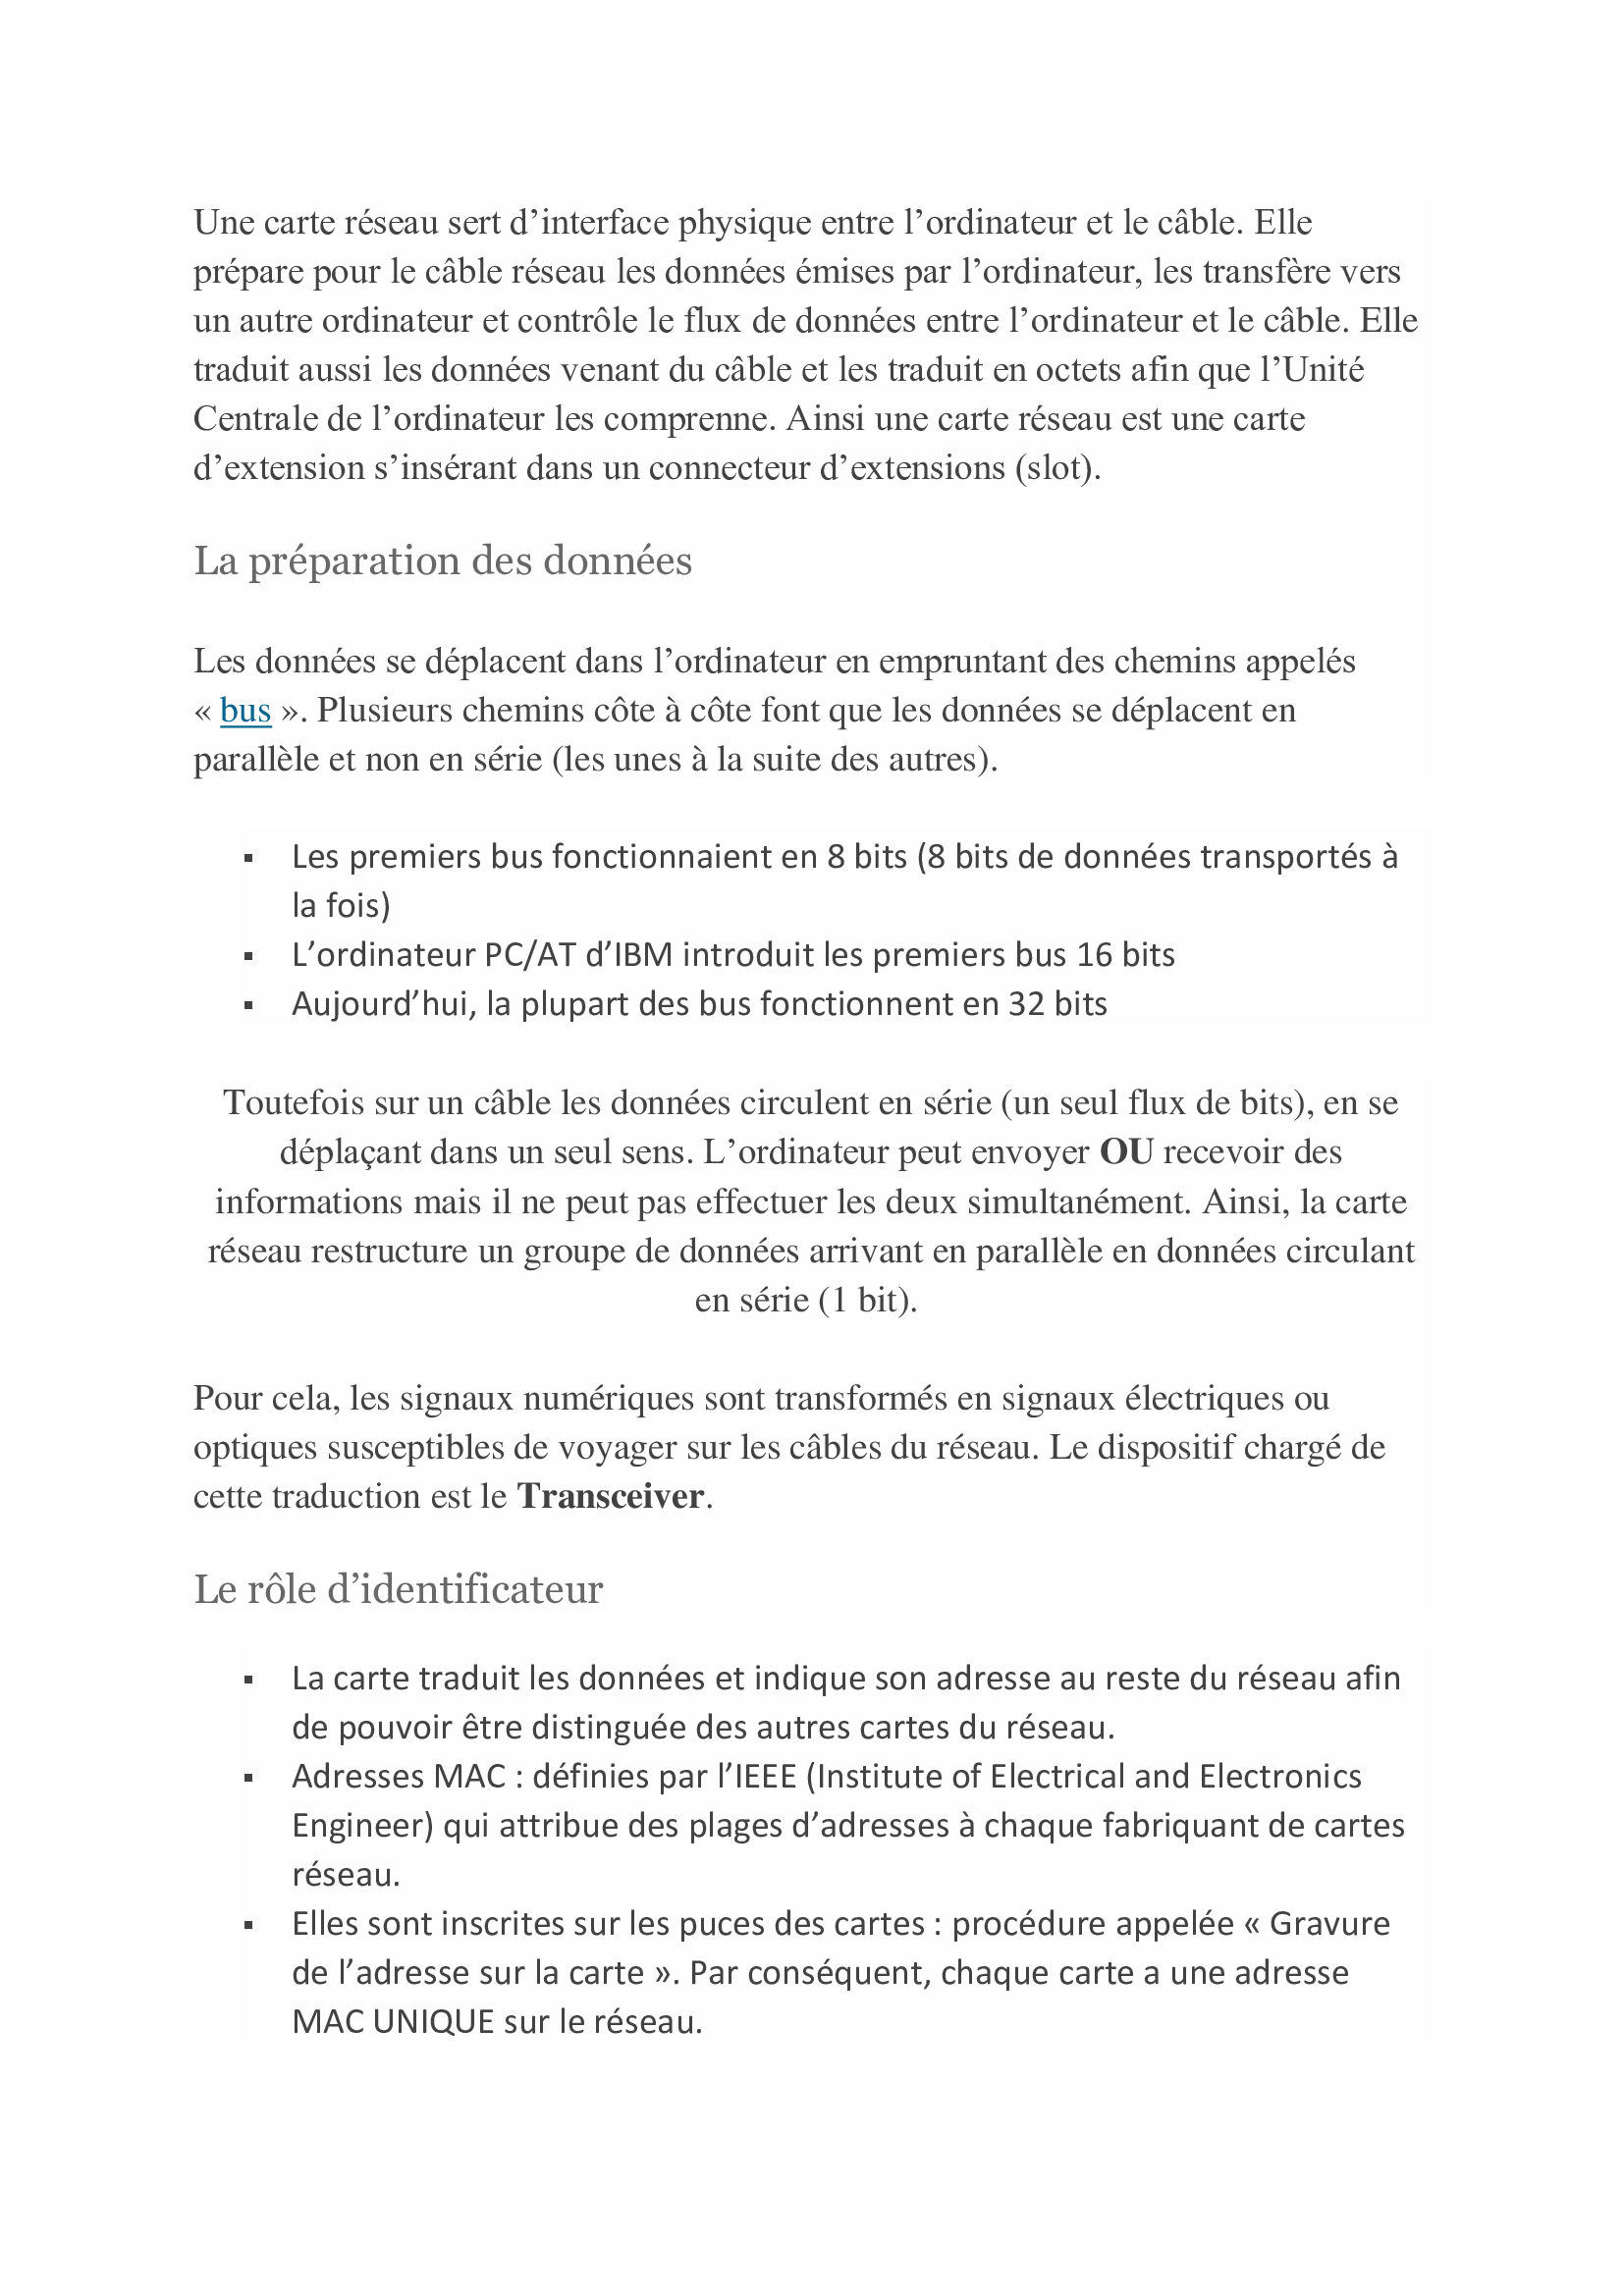 Une carte réseau sert d’interface physique entre l’ordinateur et le câble. Elle
prépare pour le câble réseau les données émises par l’ordinateur, les transfère vers
un autre ordinateur et contrôle le flux de données entre l’ordinateur et le câble. Elle
traduit aussi les données venant du câble et les traduit en octets afin que l’Unité
Centrale de l’ordinateur les comprenne. Ainsi une carte réseau est une carte
d’extension s’insérant dans un connecteur d’extensions (slot).
La préparation des données
Les données se déplacent dans l’ordinateur en empruntant des chemins appelés
« bus ». Plusieurs chemins côte à côte font que les données se déplacent en
parallèle et non en série (les unes à la suite des autres).
▪ Les premiers bus fonctionnaient en 8 bits (8 bits de données transportés à
la fois)
▪ L’ordinateur PC/AT d’IBM introduit les premiers bus 16 bits
▪ Aujourd’hui, la plupart des bus fonctionnent en 32 bits
Toutefois sur un câble les données circulent en série (un seul flux de bits), en se
déplaçant dans un seul sens. L’ordinateur peut envoyer OU recevoir des
informations mais il ne peut pas effectuer les deux simultanément. Ainsi, la carte
réseau restructure un groupe de données arrivant en parallèle en données circulant
en série (1 bit).
Pour cela, les signaux numériques sont transformés en signaux électriques ou
optiques susceptibles de voyager sur les câbles du réseau. Le dispositif chargé de
cette traduction est le Transceiver.
Le rôle d’identificateur
▪ La carte traduit les données et indique son adresse au reste du réseau afin
de pouvoir être distinguée des autres cartes du réseau.
▪ Adresses MAC : définies par l’IEEE (Institute of Electrical and Electronics
Engineer) qui attribue des plages d’adresses à chaque fabriquant de cartes
réseau.
▪ Elles sont inscrites sur les puces des cartes : procédure appelée « Gravure
de l’adresse sur la carte ». Par conséquent, chaque carte a une adresse
MAC UNIQUE sur le réseau.